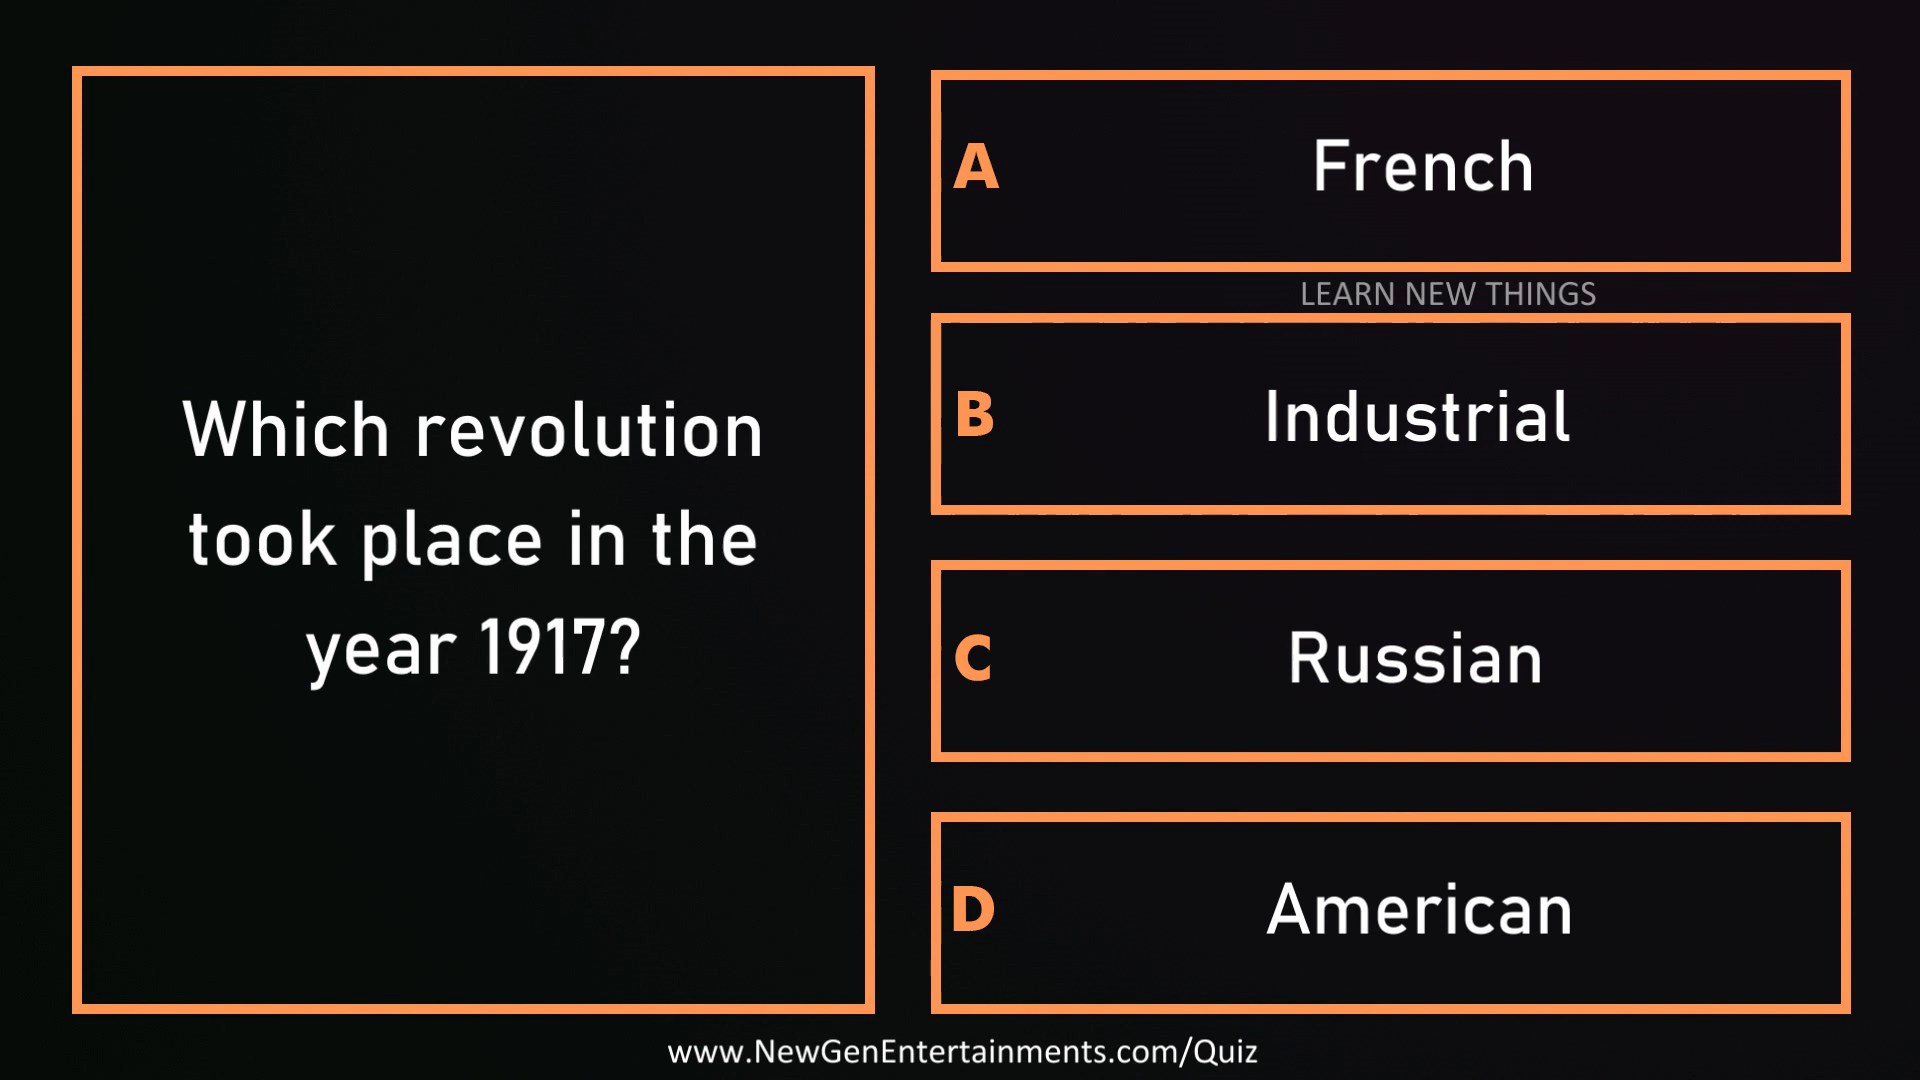 Which revolution
took place in the
year 1917?
A French
LEARN NEW THINGS
B Industrial
C Russian
D American
www.NewGenEntertainments.com/Quiz